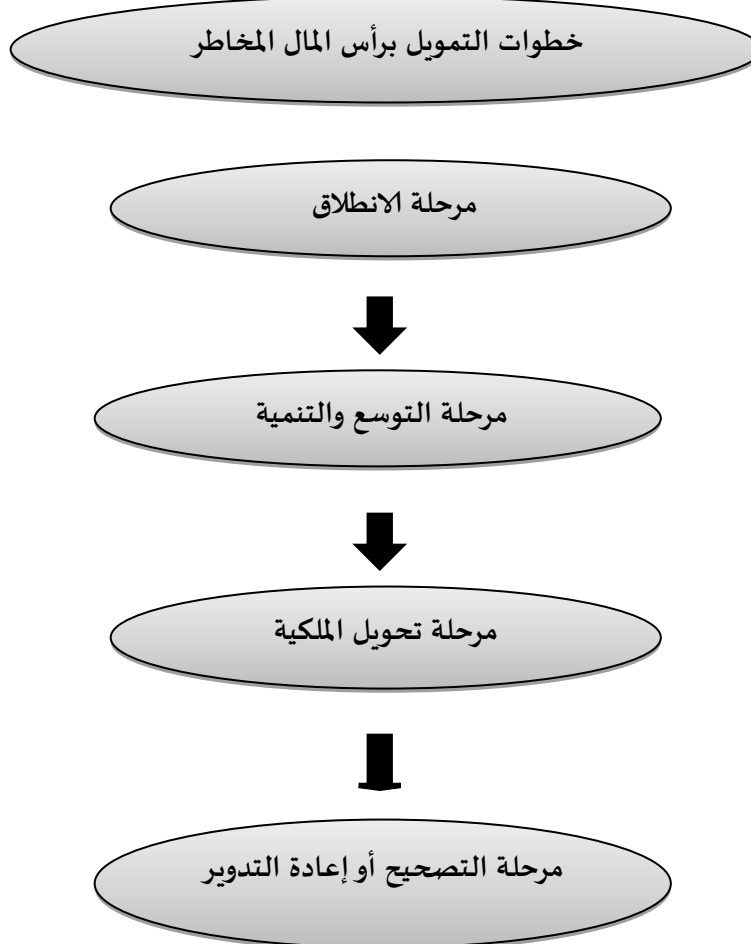 خطوات التمويل برأس المال المخاطر
مرحلة الانطلاق
مرحلة التوسع والتنمية
مرحلة تحويل الملكية
مرحلة التصحيح أو إعادة التدوير